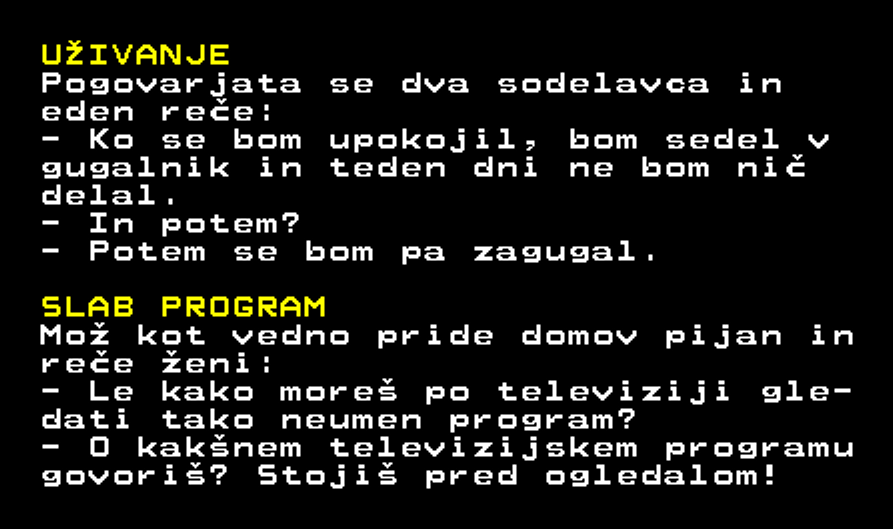 UŽIVANJE
Pogovarjata se dva sodelavca in
eden reče:
- Ko se bom upokojil, bom sedel v
gugalnik in teden dni ne bom nič
delal.
- In potem?
- Potem se bom pa zagugal.
SLAB PROGRAM
Mož kot vedno pride domov pijan in
reče ženi:
- Le kako moreš po televiziji gle-
dati tako neumen program?
- O kakšnem televizijskem programu
govoriš? Stojiš pred ogledalom!